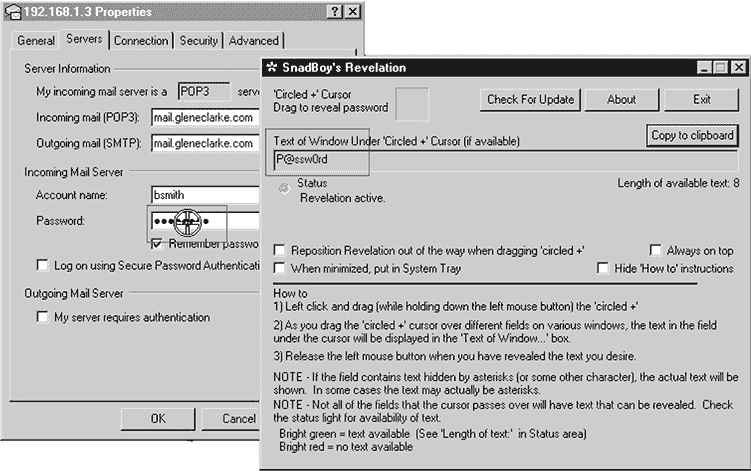 192.168.1.3 Properties
General Servers Connection Security Advanced
Server Information
My incoming mail server is a POP3 serve
Incoming mail (POP3): mail.gleneclarke.com
Outgoing mail (SMTP): mail.gleneclarke.com
Incoming Mail Server
Account name: bsmith
Password:
Remember passwo
Log on using Secure Password Authenticati
Outgoing Mail Server
My server requires authentication
OK Cancel
SnadBoy's Revelation
'Circled +' Cursor
Drag to reveal password
Check For Update About Exit
Copy to clipboard
Text of Window Under 'Circled +' Cursor (if available)
P@ssw0rd
Status
Revelation active.
Length of available text: 8
Reposition Revelation out of the way when dragging 'circled +'
Always on top
When minimized, put in System Tray
Hide 'How to' instructions
How to
1) Left click and drag (while holding down the left mouse button) the 'circled +'
2) As you drag the 'circled +' cursor over different fields on various windows, the text in the field
under the cursor will be displayed in the 'Text of Window...' box.
3) Release the left mouse button when you have revealed the text you desire.
NOTE - If the field contains text hidden by asterisks (or some other character), the actual text will be
shown. In some cases the text may actually be asterisks.
NOTE - Not all of the fields that the cursor passes over will have text that can be revealed. Check
the status light for availability of text.
Bright green = text available (See 'Length of text:' in Status area)
Bright red = no text available